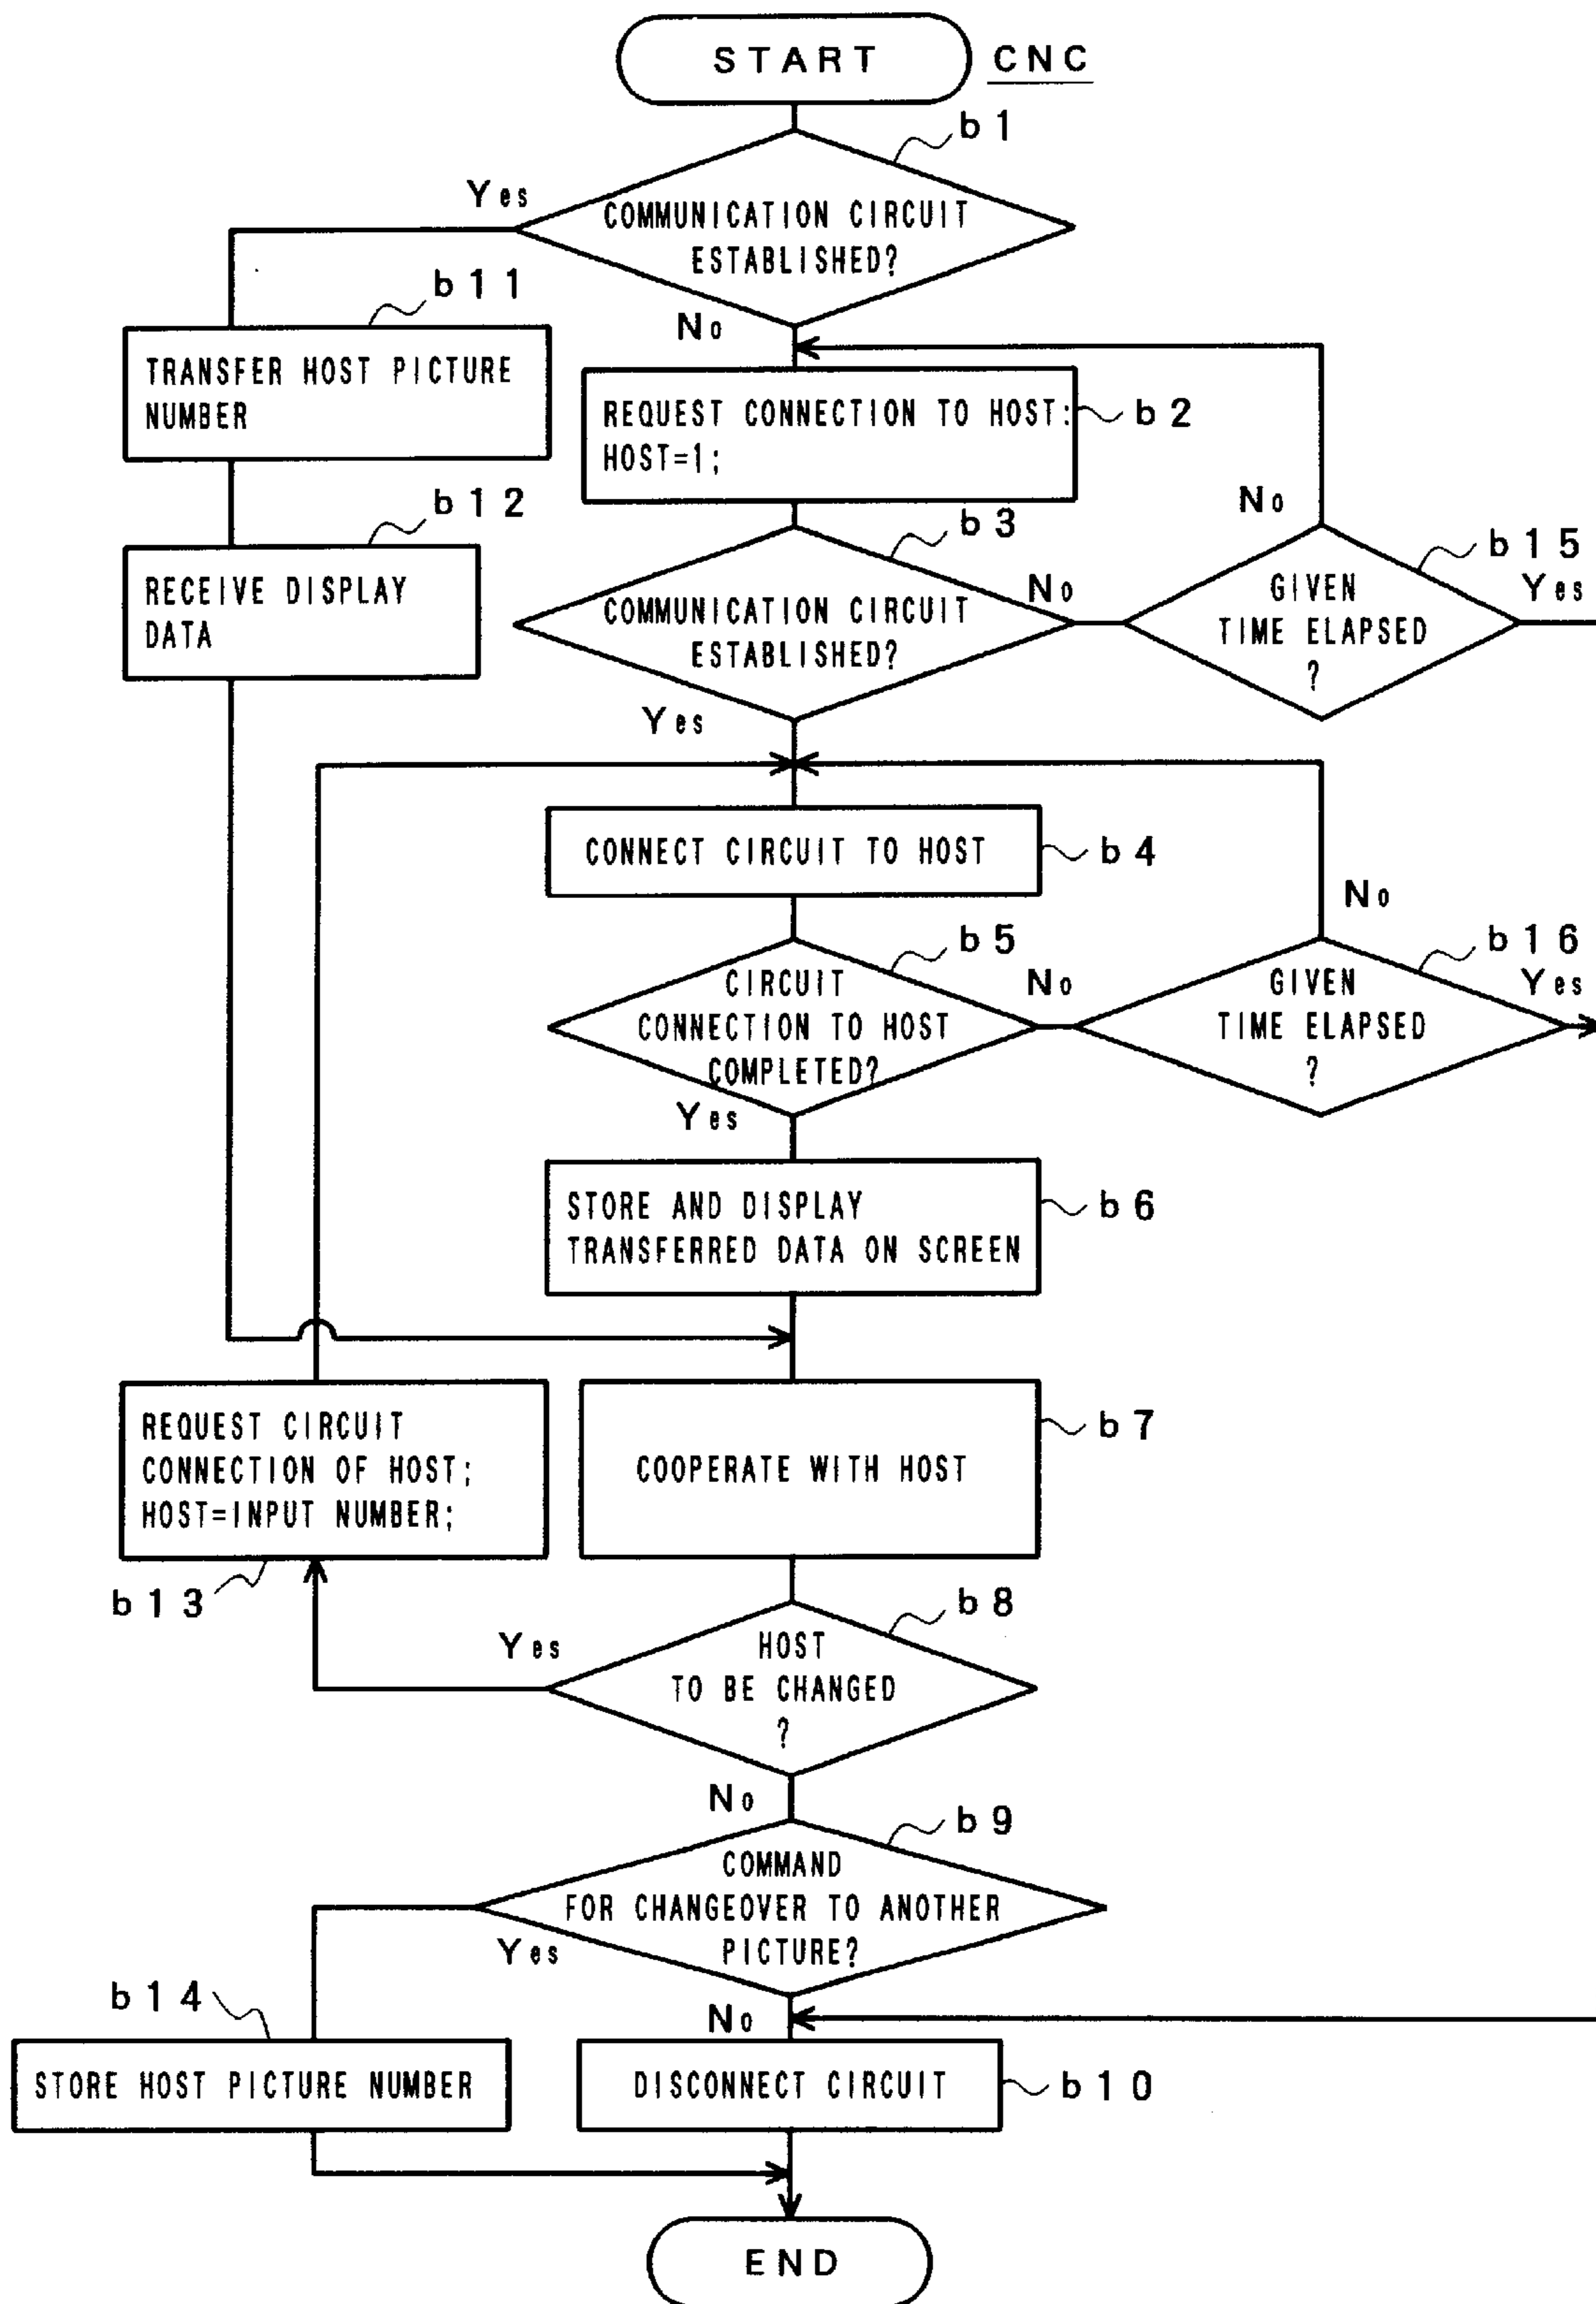 START
CNC
b1
Yes
COMMUNICATION CIRCUIT
ESTABLISHED?
b11
No
TRANSFER HOST PICTURE
NUMBER
REQUEST CONNECTION TO HOST:
HOST=1;
b2
b12
b3
No
b15
RECEIVE DISPLAY
DATA
COMMUNICATION CIRCUIT
ESTABLISHED?
No
GIVEN
TIME ELAPSED
?
Yes
Yes
CONNECT CIRCUIT TO HOST
b4
No
b5
b16
CIRCUIT
CONNECTION TO HOST
COMPLETED?
No
GIVEN
TIME ELAPSED
?
Yes
Yes
STORE AND DISPLAY
TRANSFERRED DATA ON SCREEN
b6
REQUEST CIRCUIT
CONNECTION OF HOST;
HOST=INPUT NUMBER;
COOPERATE WITH HOST
b7
b13
b8
Yes
HOST
TO BE CHANGED
?
No
b9
COMMAND
FOR CHANGEOVER TO ANOTHER
PICTURE?
Yes
b14
No
STORE HOST PICTURE NUMBER
DISCONNECT CIRCUIT
b10
END